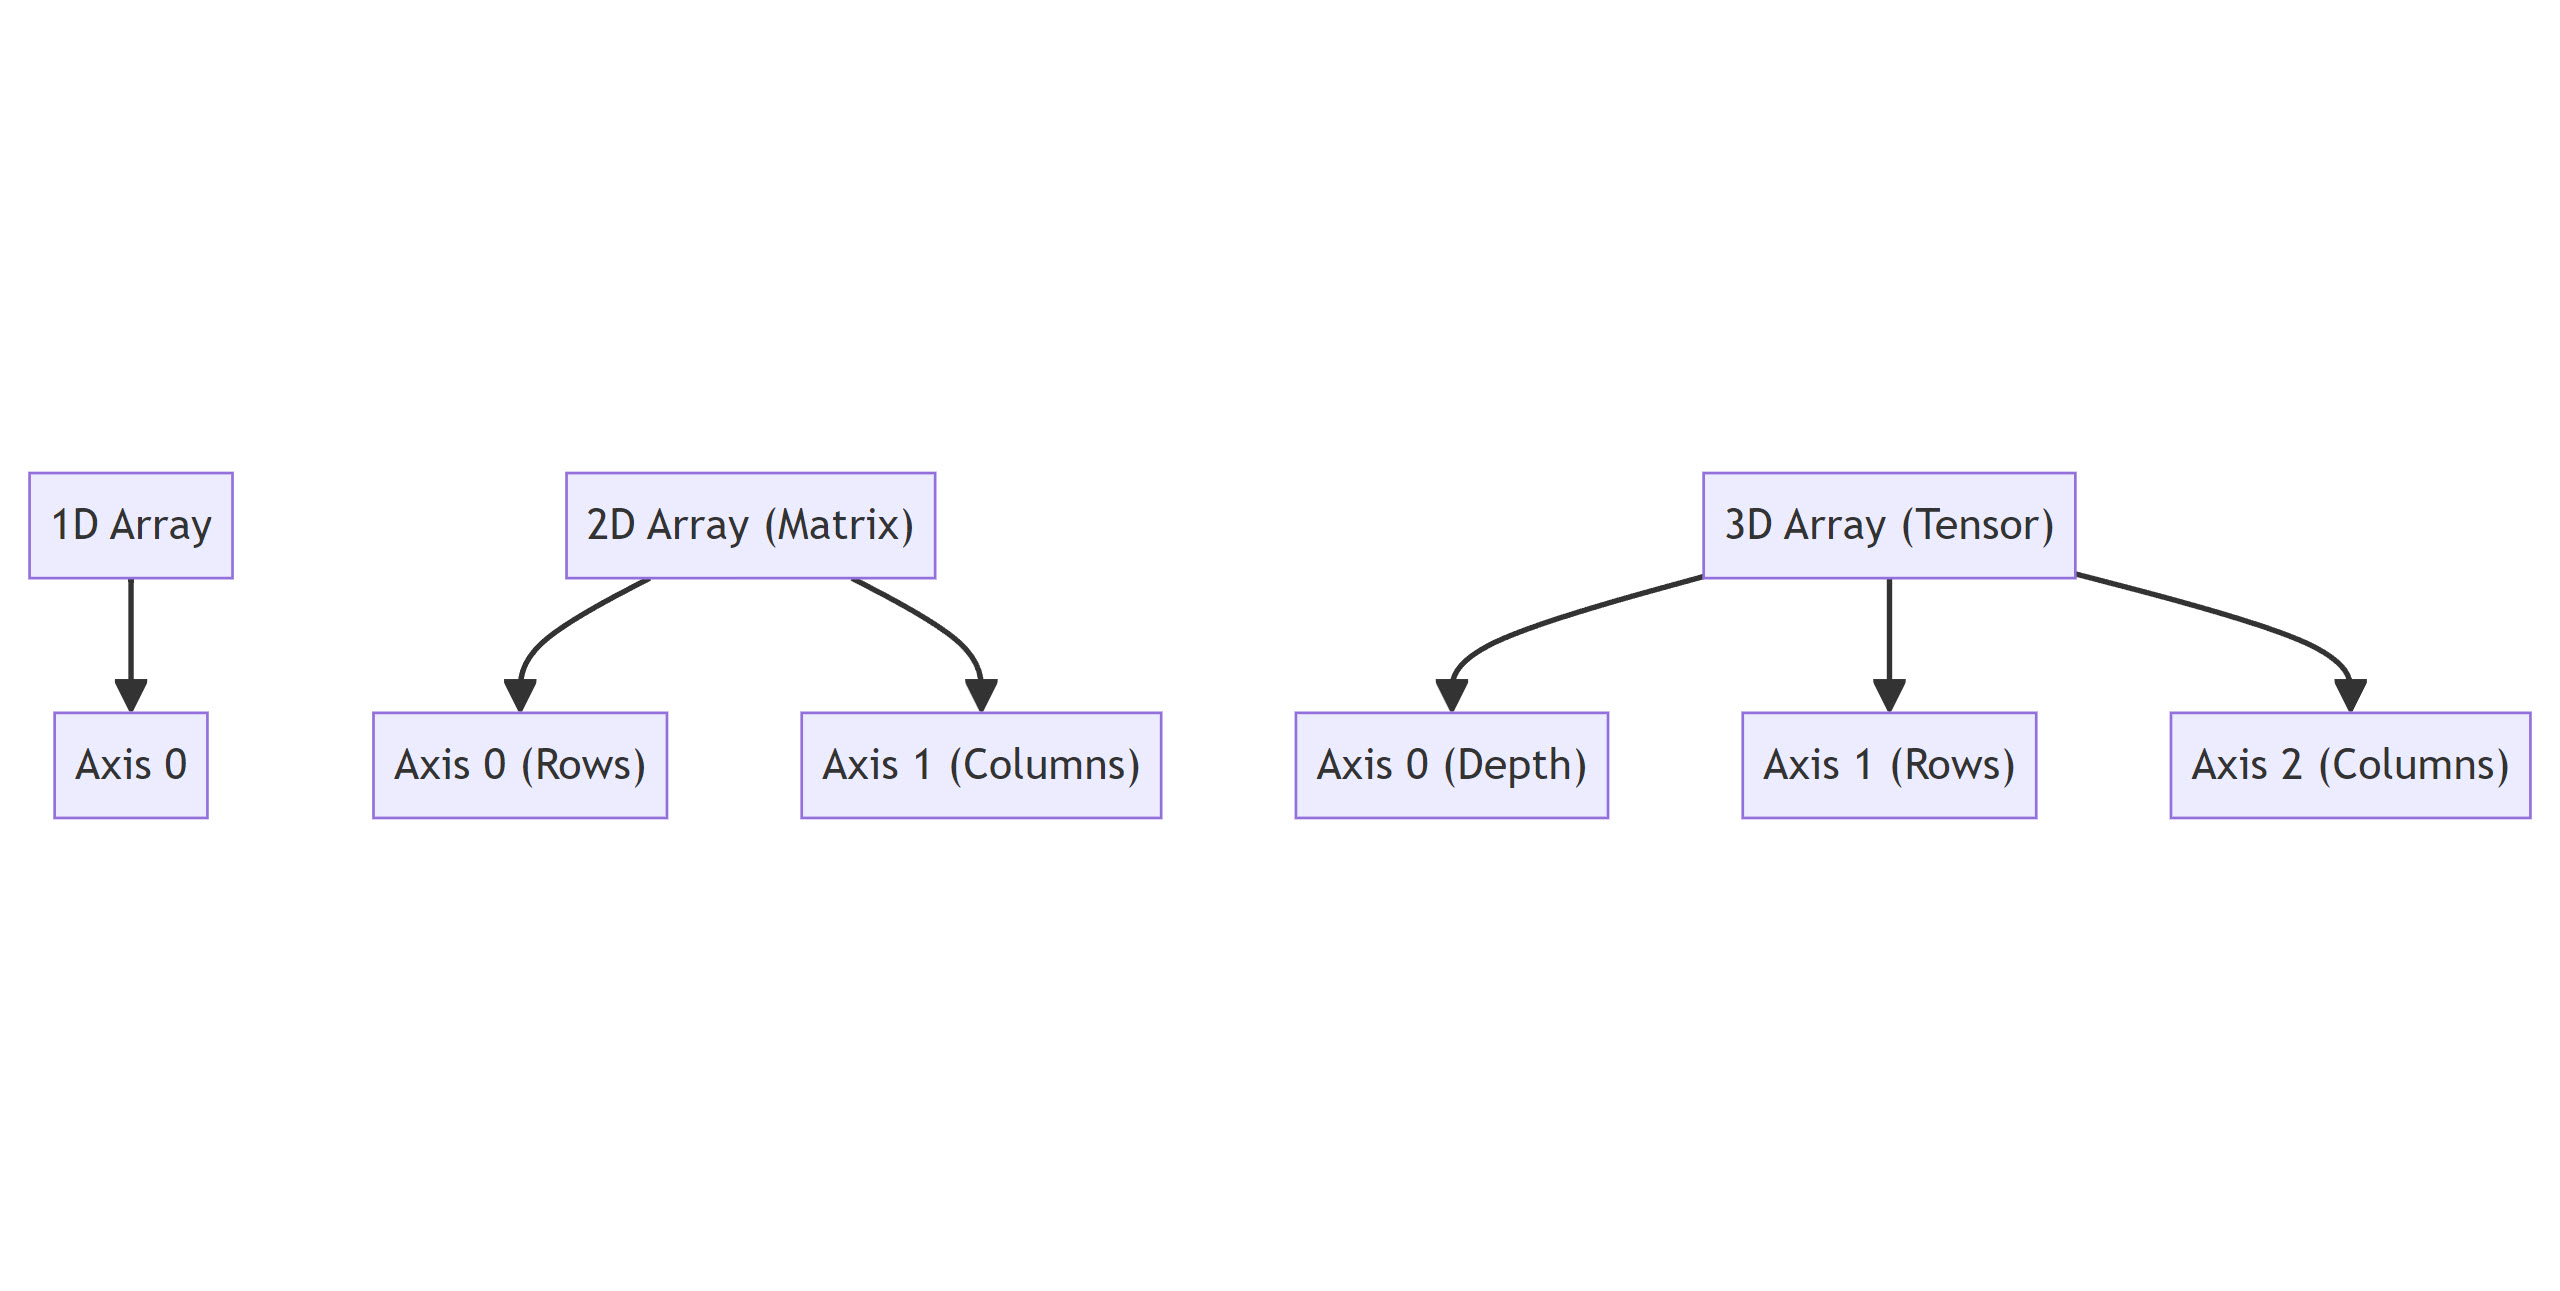 1D Array
2D Array (Matrix)
3D Array (Tensor)
Axis 0
Axis 0 (Rows)
Axis 1 (Columns)
Axis 0 (Depth)
Axis 1 (Rows)
Axis 2 (Columns)